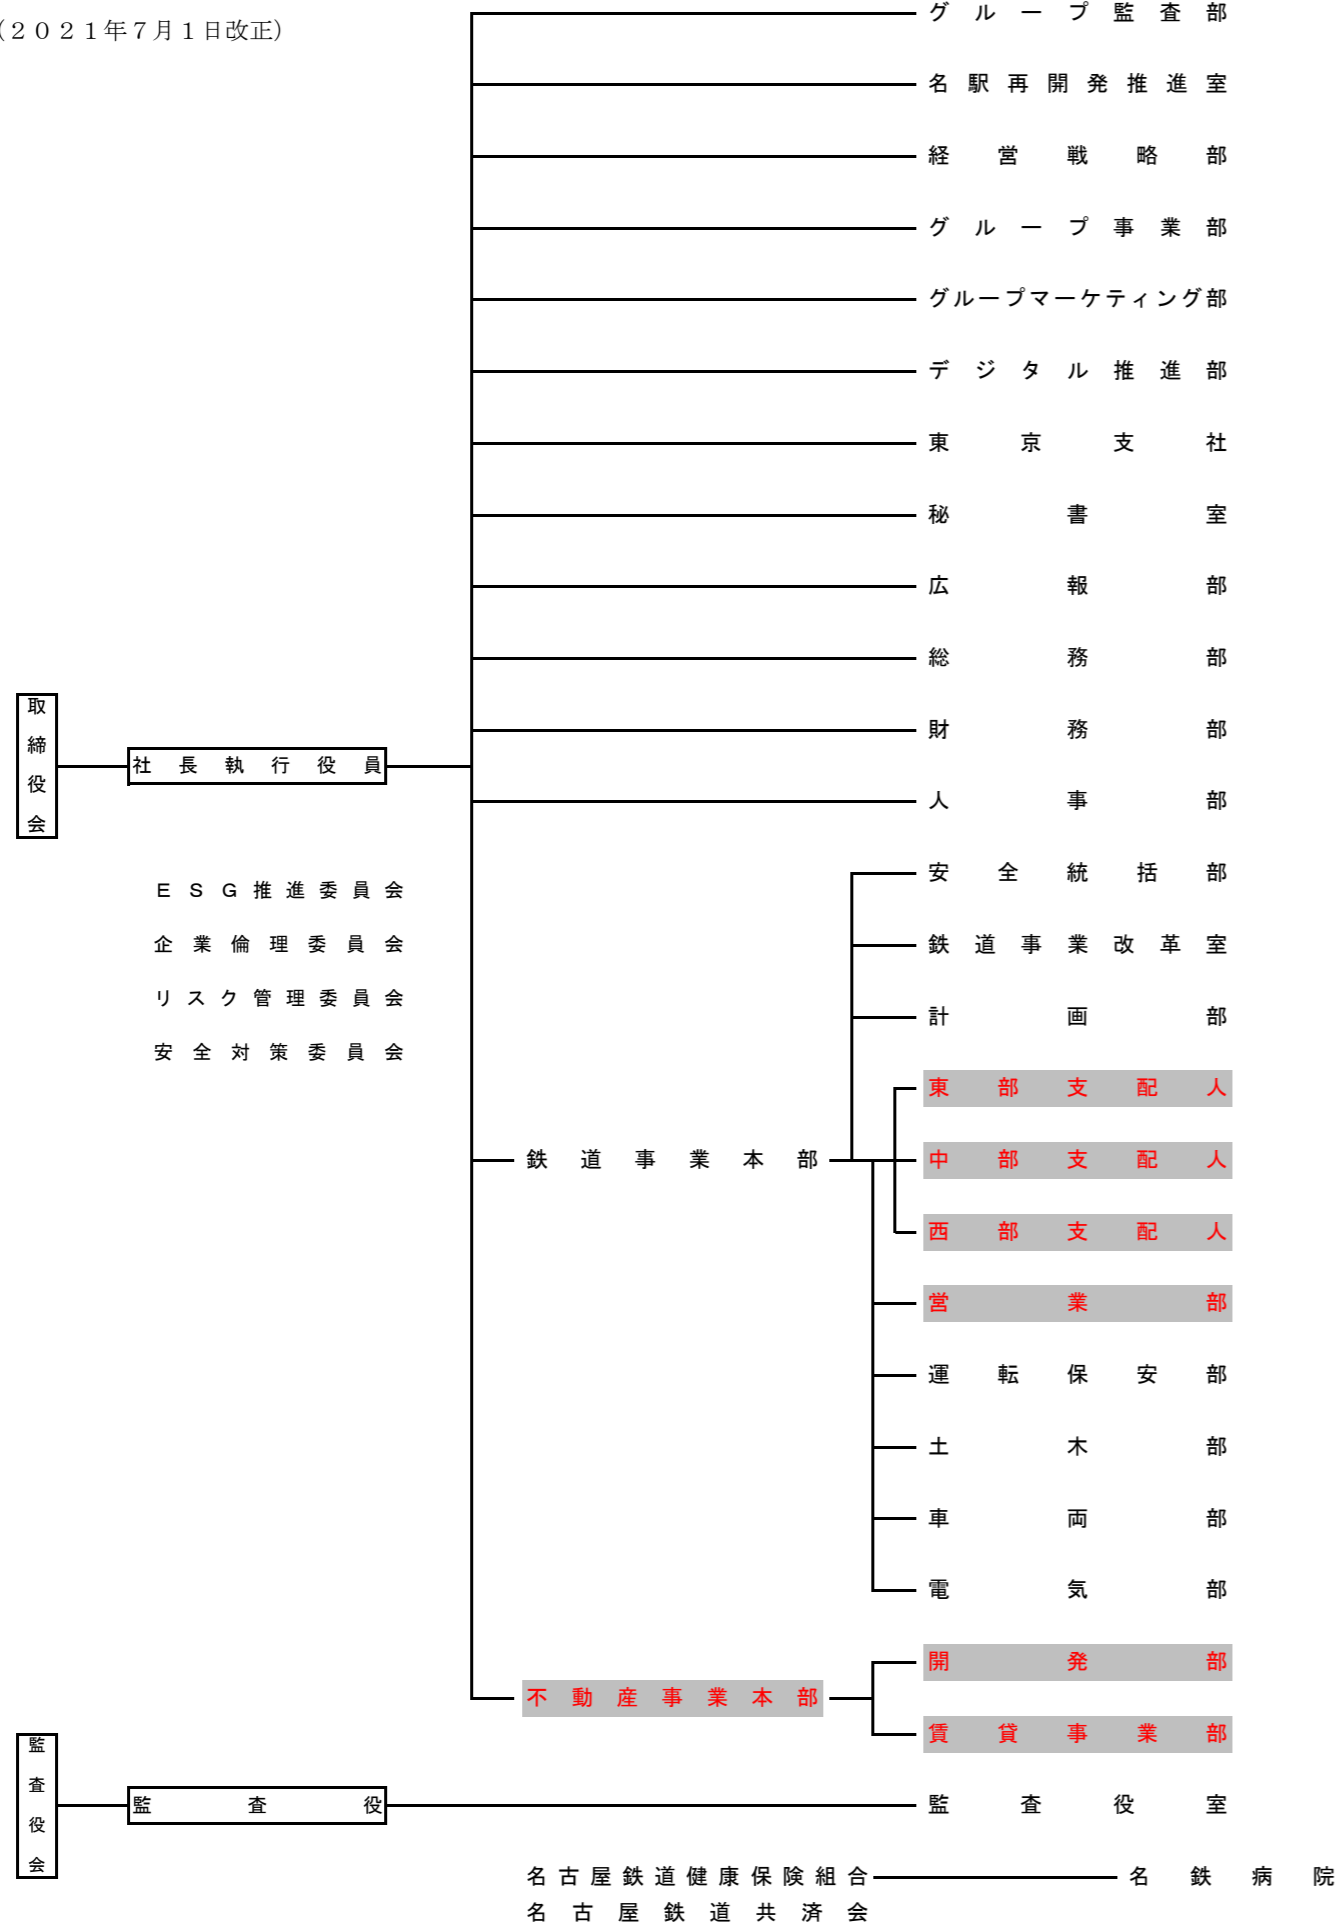 (２０２１年７月１日改正)
グループ監査部
名駅再開発推進室
経営戦略部
グループ事業部
グループマーケティング部
デジタル推進部
東京支社
秘書室
広報部
総務部
財務部
人事部
取締役会
社長執行役員
ＥＳＧ推進委員会
企業倫理委員会
リスク管理委員会
安全対策委員会
鉄道事業本部
安全統括部
鉄道事業改革室
計画部
東部支配人
中部支配人
西部支配人
営業部
運転保安部
土木部
車両部
電気部
不動産事業本部
開発部
賃貸事業部
監査役会
監査役
監査役室
名古屋鉄道健康保険組合
名鉄病院
名古屋鉄道共済会